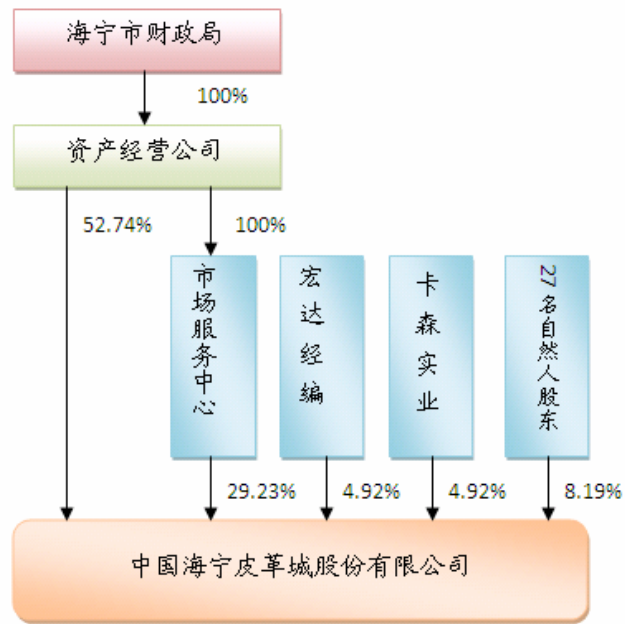 海宁市财政局
100%
资产经营公司
52.74%
100%
市场服务中心
宏达经编
卡森实业
27名自然人股东
29.23%
4.92%
4.92%
8.19%
中国海宁皮革城股份有限公司